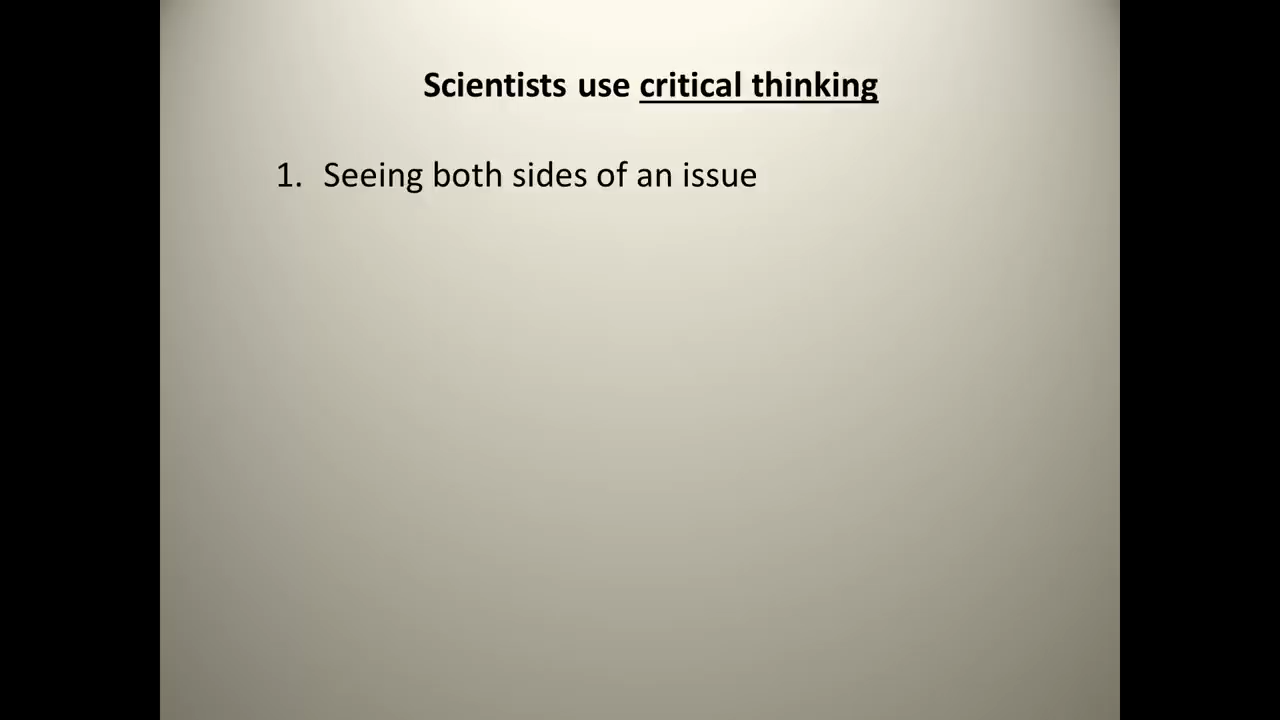 Scientists use critical thinking
1. Seeing both sides of an issue